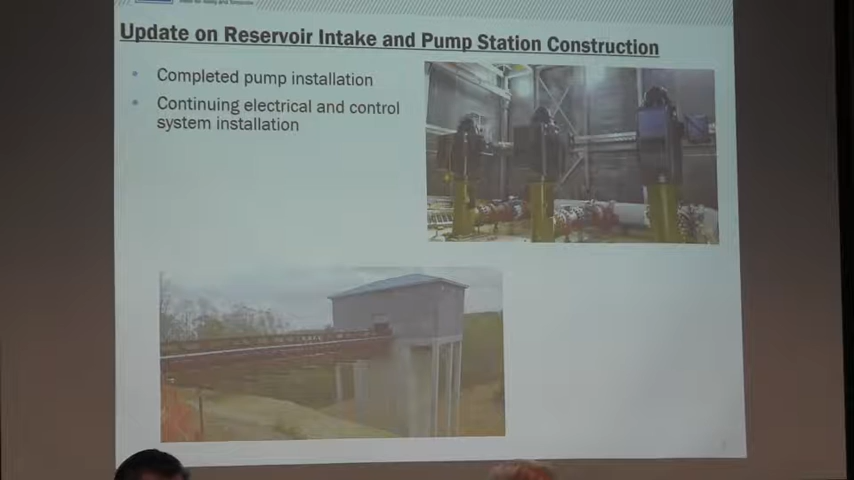 Update on Reservoir Intake and Pump Station Construction
Completed pump installation
Continuing electrical and control
system installation